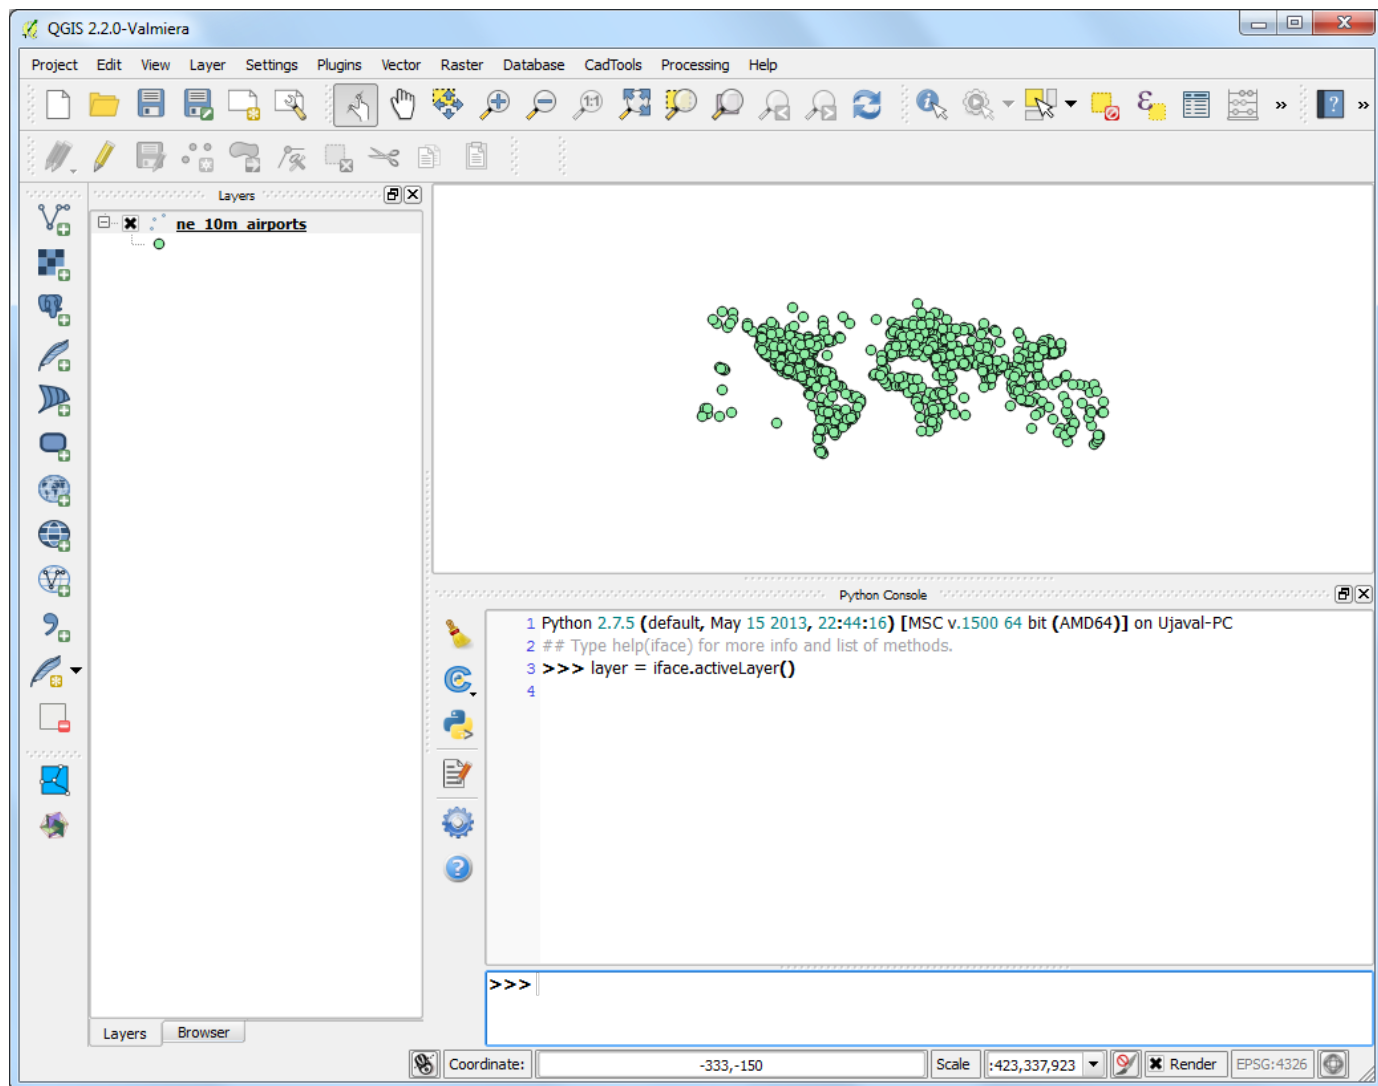 QGIS 2.2.0-Valmiera
Project Edit View Layer Settings Plugins Vector Raster Database CadTools Processing Help
1:1
ε
»
?
»
Layers
ne_10m_airports
Python Console
1 Python 2.7.5 (default, May 15 2013, 22:44:16) [MSC v.1500 64 bit (AMD64)] on Ujaval-PC
2 ## Type help(iface) for more info and list of methods.
3 >>> layer = iface.activeLayer()
4
>>>
Layers Browser
Coordinate: -333,-150 Scale :423,337,923 Render EPSG:4326